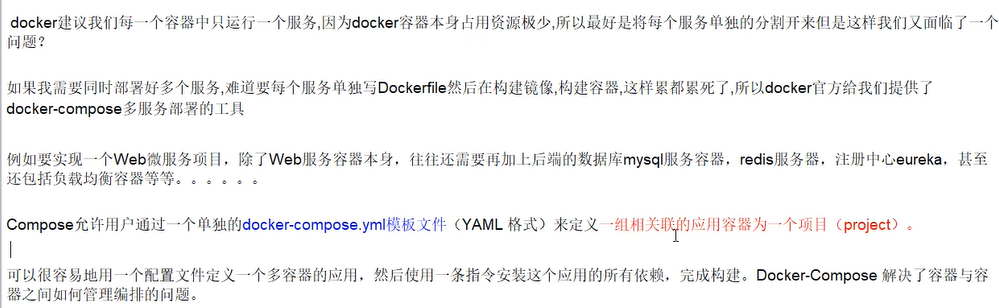 docker建议我们每一个容器中只运行一个服务,因为docker容器本身占用资源极少,所以最好是将每个服务单独的分割开来但是这样我们又面临了一个
问题？
如果我需要同时部署好多个服务,难道要每个服务单独写Dockerfile然后在构建镜像,构建容器,这样累都累死了,所以docker官方给我们提供了
docker-compose多服务部署的工具
例如要实现一个Web微服务项目，除了Web服务容器本身，往往还需要再加上后端的数据库mysql服务容器，redis服务器，注册中心eureka，甚至
还包括负载均衡容器等等。。。。。。
Compose允许用户通过一个单独的docker-compose.yml模板文件（YAML 格式）来定义一组相关联的应用容器为一个项目（project）。
可以很容易地用一个配置文件定义一个多容器的应用，然后使用一条指令安装这个应用的所有依赖，完成构建。Docker-Compose 解决了容器与容
器之间如何管理编排的问题。